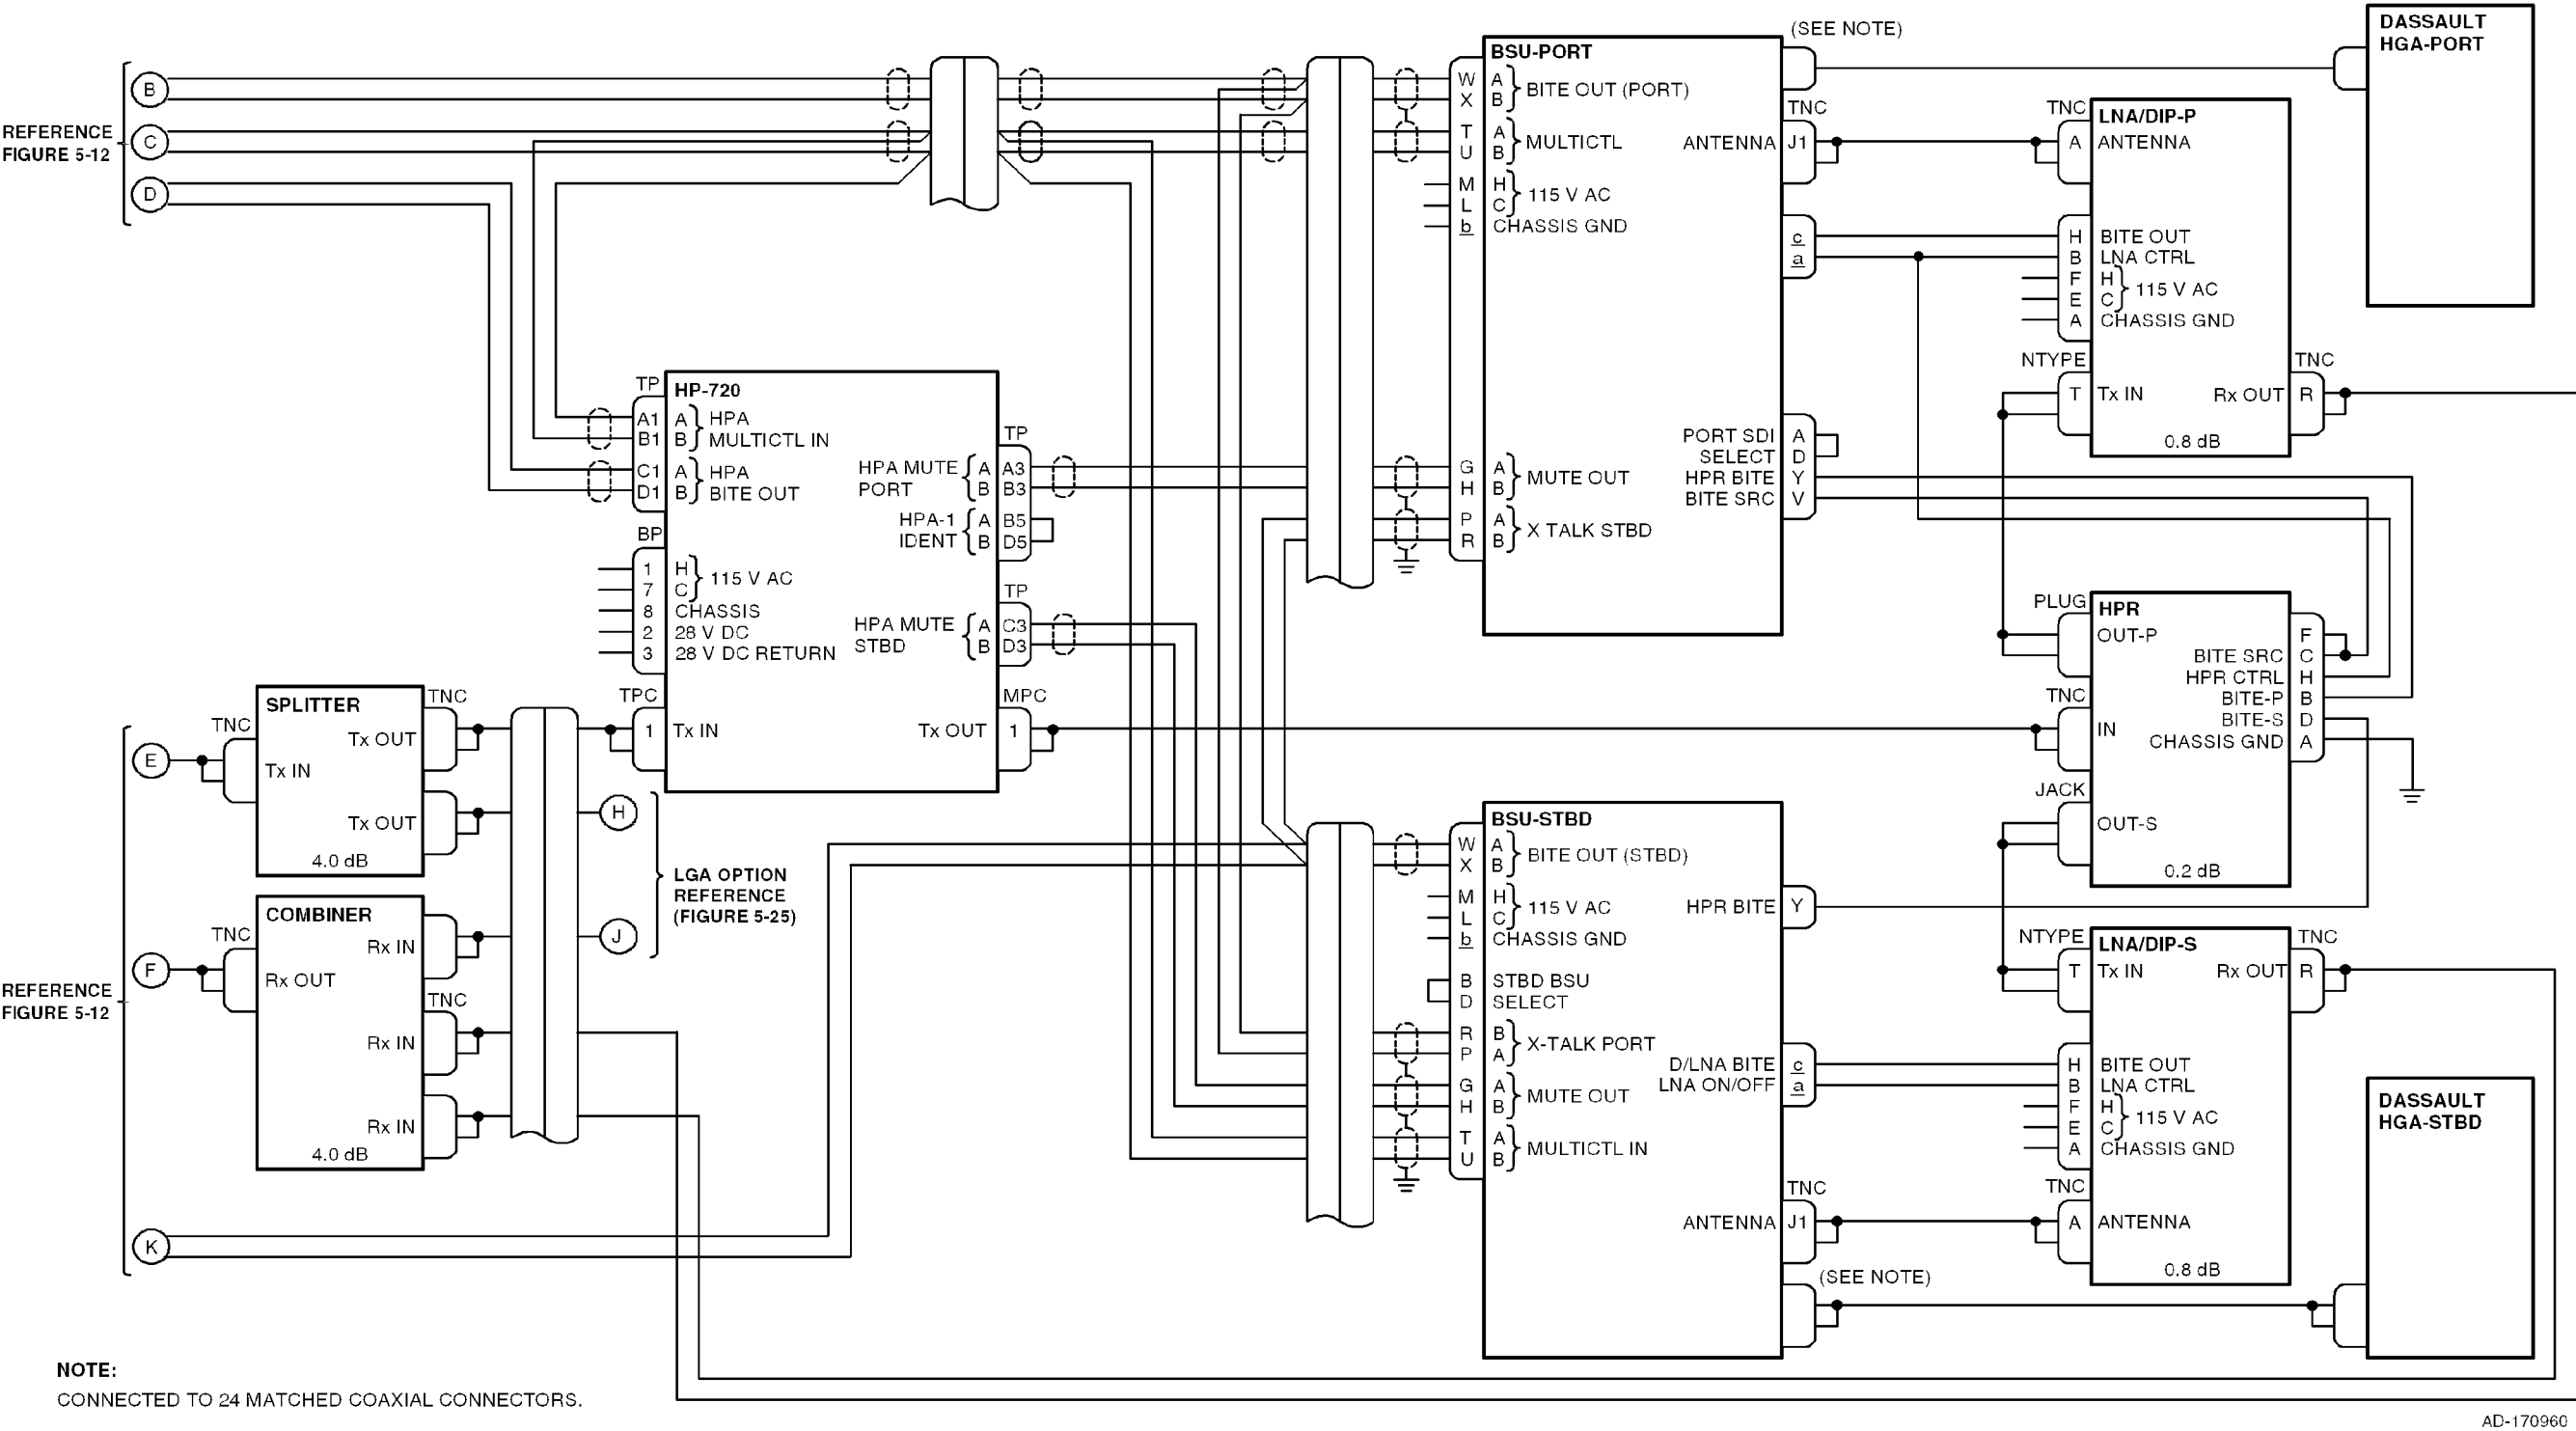 REFERENCE
FIGURE 5-12
B
C
D
TP
HP-720
A1 A
B1 B
HPA
MULTICTL IN
C1 A
D1 B
HPA
BITE OUT
BP
1 H
7 C
115 V AC
8 CHASSIS
2 28 V DC
3 28 V DC RETURN
TPC
1 Tx IN
TP
HPA MUTE
PORT
A A3
B B3
HPA-1
IDENT
A B5
B D5
TP
HPA MUTE
STBD
A C3
B D3
MPC
Tx OUT 1
REFERENCE
FIGURE 5-12
E
F
K
SPLITTER
TNC
Tx IN
TNC
Tx OUT
Tx OUT
4.0 dB
COMBINER
TNC
Rx OUT
Rx IN
TNC
Rx IN
Rx IN
4.0 dB
H
J
LGA OPTION
REFERENCE
(FIGURE 5-25)
BSU-PORT
W A
X B
BITE OUT (PORT)
T A
U B
MULTICTL
M H
L C
115 V AC
b CHASSIS GND
G A
H B
MUTE OUT
P A
R B
X TALK STBD
(SEE NOTE)
TNC
ANTENNA J1
c
a
PORT SDI A
SELECT D
HPR BITE Y
BITE SRC V
DASSAULT
HGA-PORT
TNC
LNA/DIP-P
A ANTENNA
H BITE OUT
B LNA CTRL
F H
E C
115 V AC
A CHASSIS GND
NTYPE
T Tx IN
TNC
Rx OUT R
0.8 dB
PLUG
HPR
OUT-P
TNC
IN
JACK
OUT-S
F
BITE SRC C
HPR CTRL H
BITE-P B
BITE-S D
CHASSIS GND A
0.2 dB
BSU-STBD
W A
X B
BITE OUT (STBD)
M H
L C
115 V AC
b CHASSIS GND
B STBD BSU
D SELECT
R B
P A
X-TALK PORT
G A
H B
MUTE OUT
T A
U B
MULTICTL IN
HPR BITE Y
D/LNA BITE c
LNA ON/OFF a
TNC
ANTENNA J1
(SEE NOTE)
NTYPE
LNA/DIP-S
T Tx IN
TNC
Rx OUT R
H BITE OUT
B LNA CTRL
F H
E C
115 V AC
A CHASSIS GND
TNC
A ANTENNA
0.8 dB
DASSAULT
HGA-STBD
NOTE:
CONNECTED TO 24 MATCHED COAXIAL CONNECTORS.
AD-170960